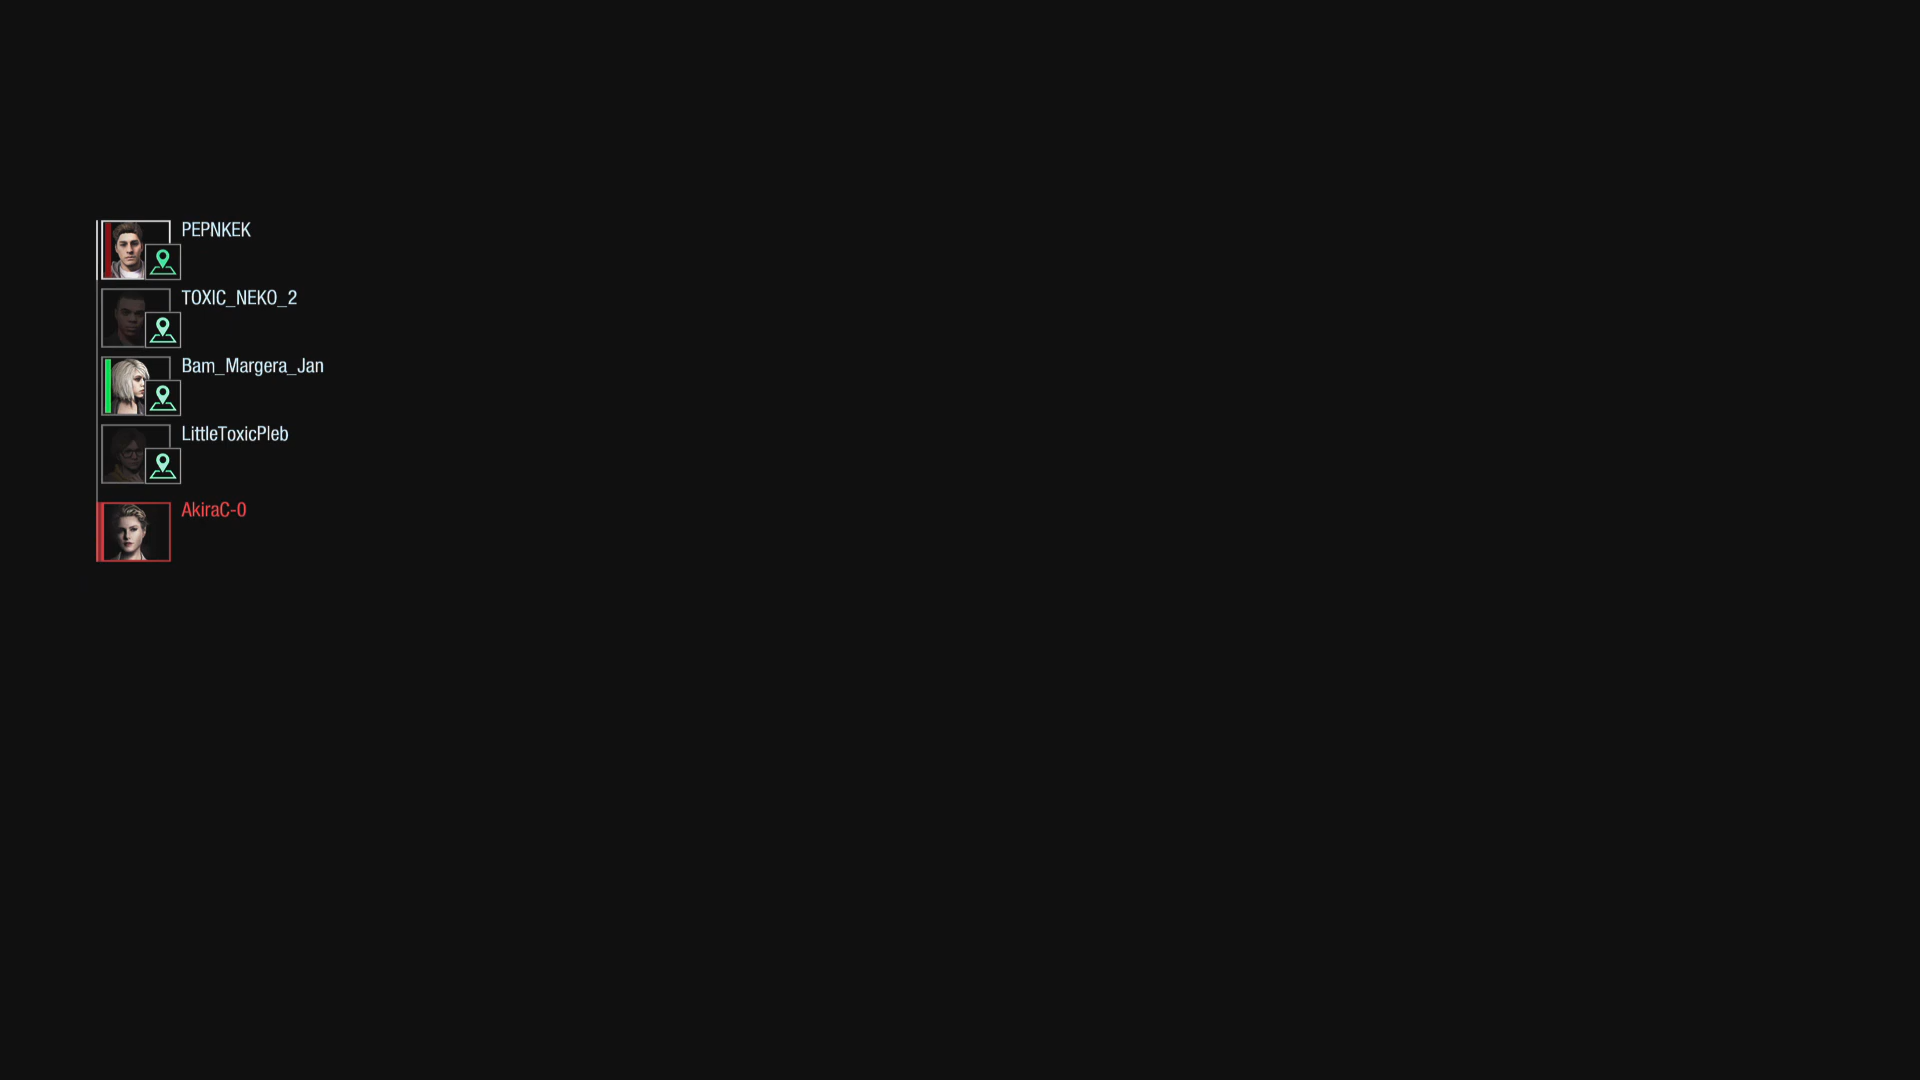 PEPNKEK
TOXIC_NEKO_2
Bam_Margera_Jan
LittleToxicPleb
AkiraC-0